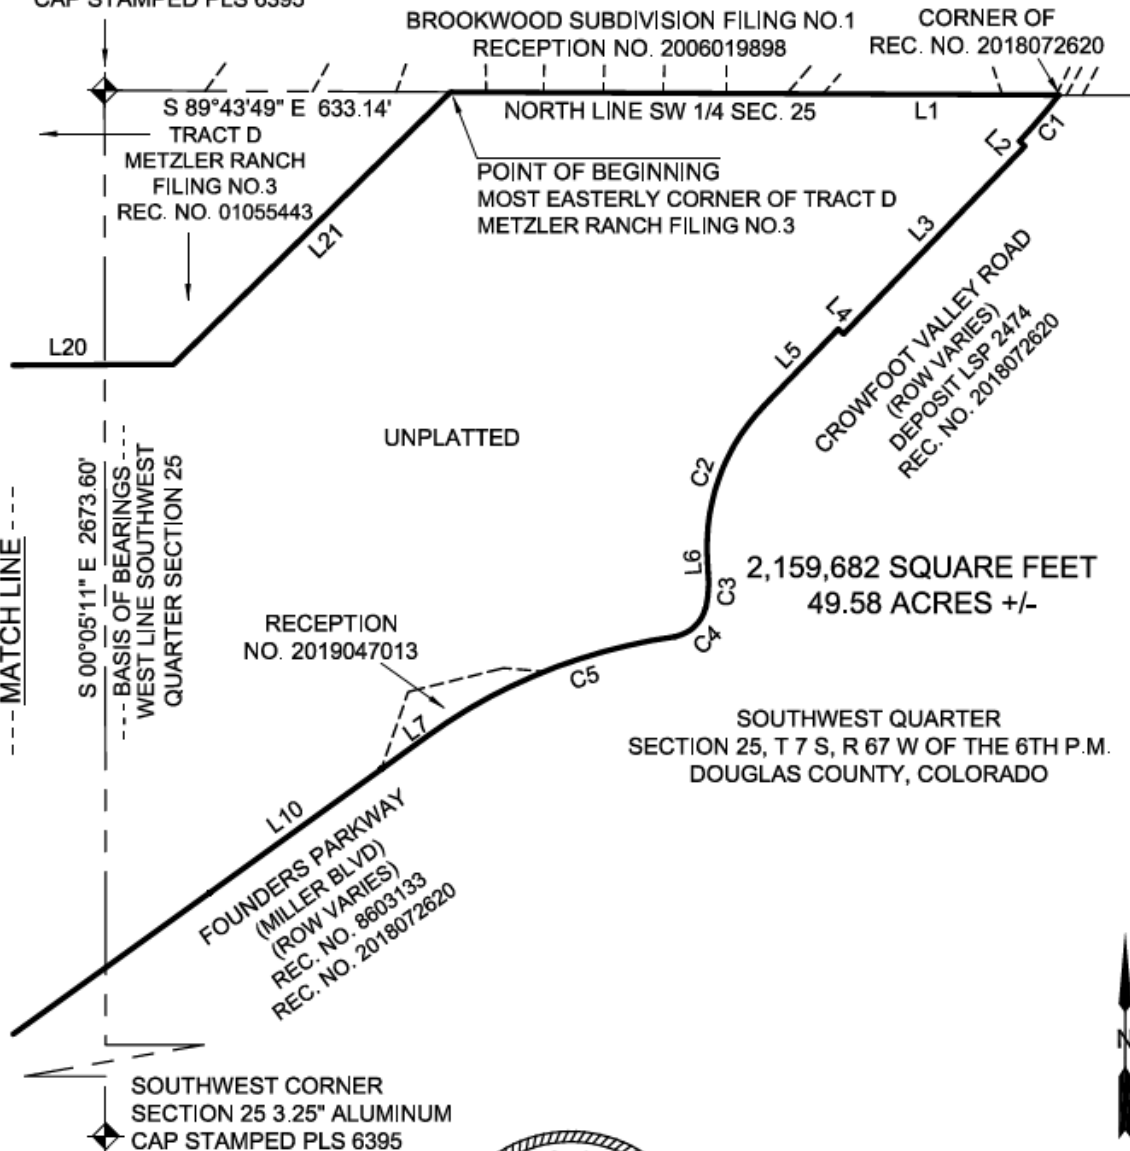 CAP STAMPED PLS 6395
BROOKWOOD SUBDIVISION FILING NO.1
RECEPTION NO. 2006019898
CORNER OF
REC. NO. 2018072620
S 89°43'49" E 633.14'
NORTH LINE SW 1/4 SEC. 25
L1
C1
L2
TRACT D
METZLER RANCH
FILING NO.3
REC. NO. 01055443
POINT OF BEGINNING
MOST EASTERLY CORNER OF TRACT D
METZLER RANCH FILING NO.3
L21
L3
L4
L5
L20
CROWFOOT VALLEY ROAD
(ROW VARIES)
DEPOSIT LSP 2474
REC. NO. 2018072620
UNPLATTED
C2
MATCH LINE
S 00°05'11" E 2673.60'
BASIS OF BEARINGS
WEST LINE SOUTHWEST
QUARTER SECTION 25
L6
C3
C4
2,159,682 SQUARE FEET
49.58 ACRES +/-
RECEPTION
NO. 2019047013
C5
L7
SOUTHWEST QUARTER
SECTION 25, T 7 S, R 67 W OF THE 6TH P.M.
DOUGLAS COUNTY, COLORADO
L10
FOUNDERS PARKWAY
(MILLER BLVD)
(ROW VARIES)
REC. NO. 8603133
REC. NO. 2018072620
N
SOUTHWEST CORNER
SECTION 25 3.25" ALUMINUM
CAP STAMPED PLS 6395